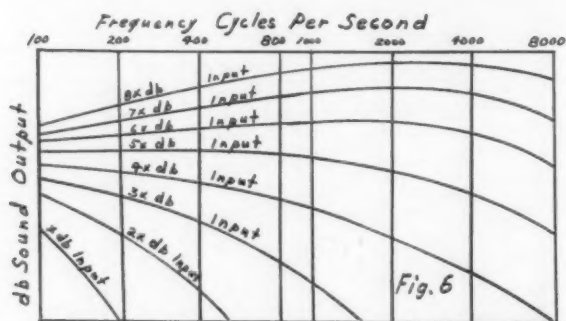 Frequency Cycles Per Second
100 200 400 800 1000 2000 4000 8000
db Sound Output
8x db Input
7x db Input
6x db Input
5x db Input
4x db Input
3x db Input
2x db Input
x db Input
Fig. 6